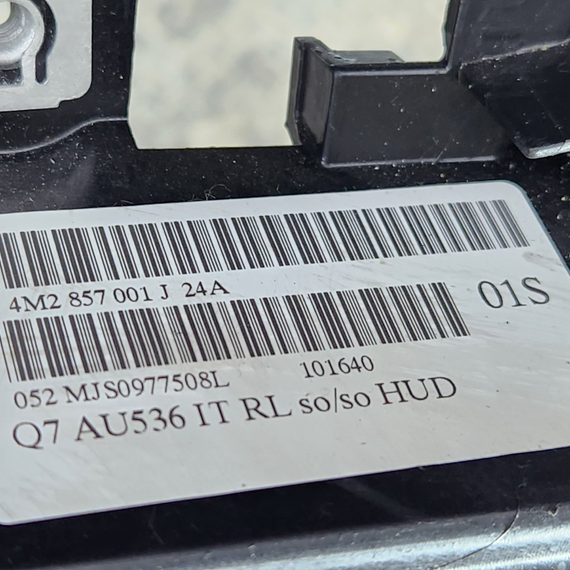 4M2 857 001 J 24A
01S
052 MJS0977508L 101640
Q7 AU536 IT RL so/so HUD